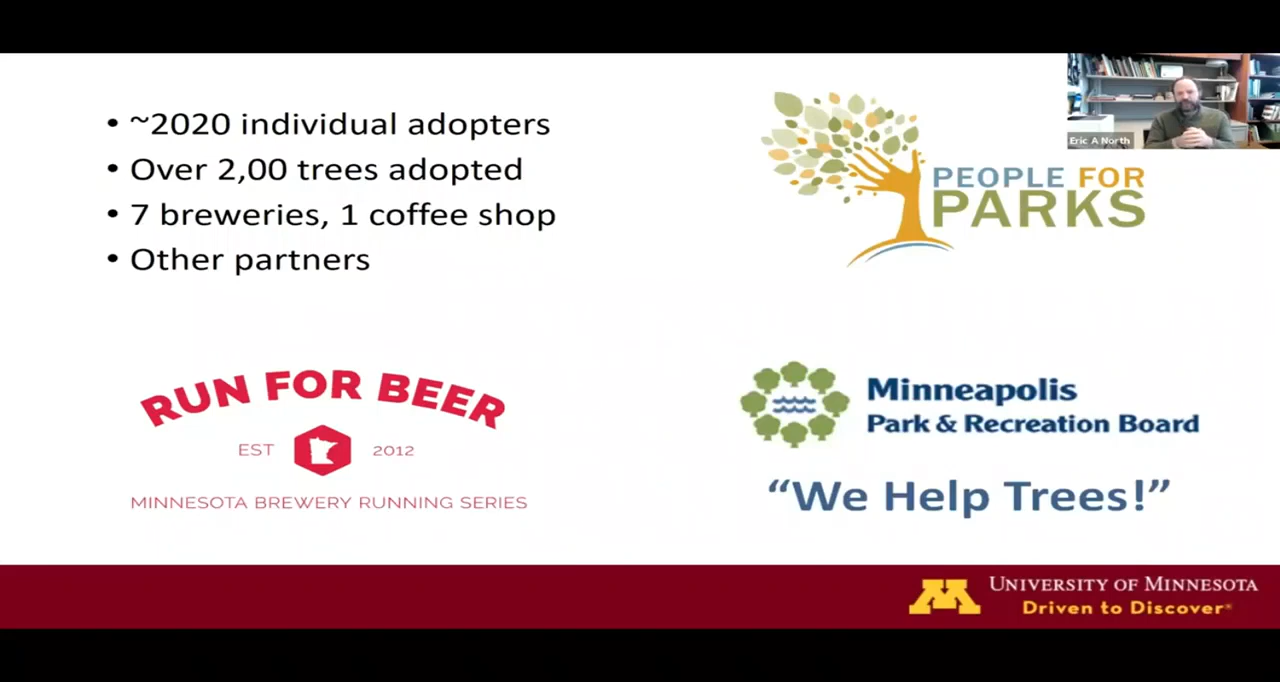 • ~2020 individual adopters
• Over 2,00 trees adopted
• 7 breweries, 1 coffee shop
• Other partners
PEOPLE FOR
PARKS
Eric A North
RUN FOR BEER
EST 2012
MINNESOTA BREWERY RUNNING SERIES
Minneapolis
Park & Recreation Board
“We Help Trees!”
UNIVERSITY OF MINNESOTA
Driven to Discover®